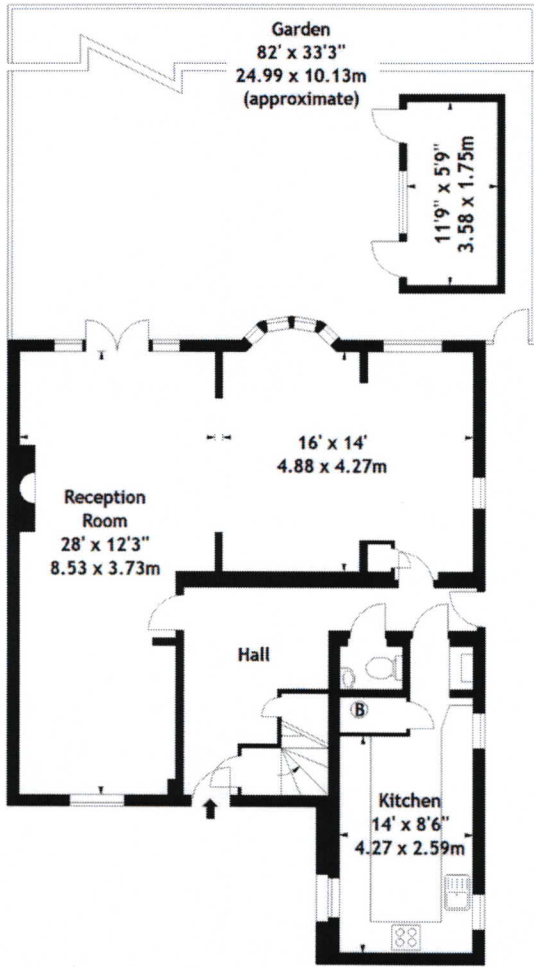 Garden
82' x 33'3"
24.99 x 10.13m
(approximate)
11'9" x 5'9"
3.58 x 1.75m
16' x 14'
4.88 x 4.27m
Reception
Room
28' x 12'3"
8.53 x 3.73m
Hall
B
Kitchen
14' x 8'6"
4.27 x 2.59m